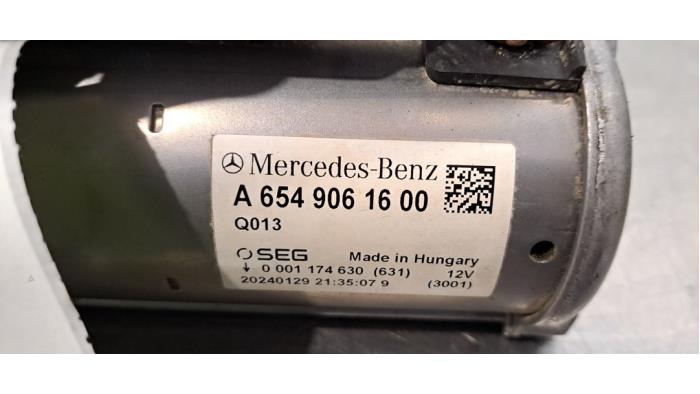 Mercedes-Benz
A 654 906 16 00
Q013
SEG Made in Hungary
↓ 0 001 174 630 (631) 12V
20240129 21:35:07 9 (3001)